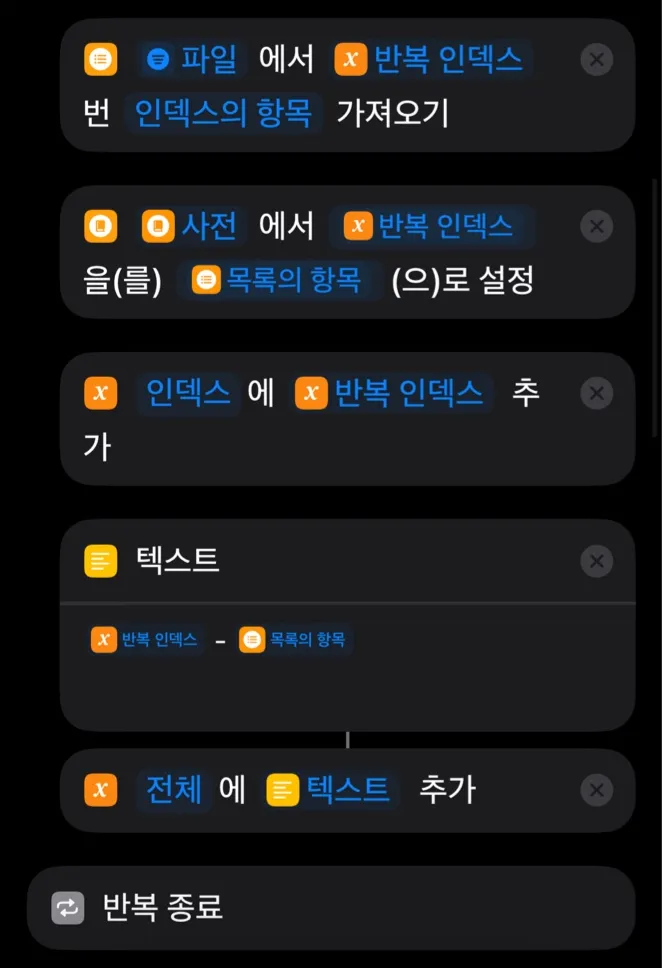 파일 에서 x 반복 인덱스
번 인덱스의 항목 가져오기
사전 에서 x 반복 인덱스
을(를) 목록의 항목 (으)로 설정
x 인덱스 에 x 반복 인덱스 추
가
텍스트
x 반복 인덱스 - 목록의 항목
x 전체 에 텍스트 추가
반복 종료